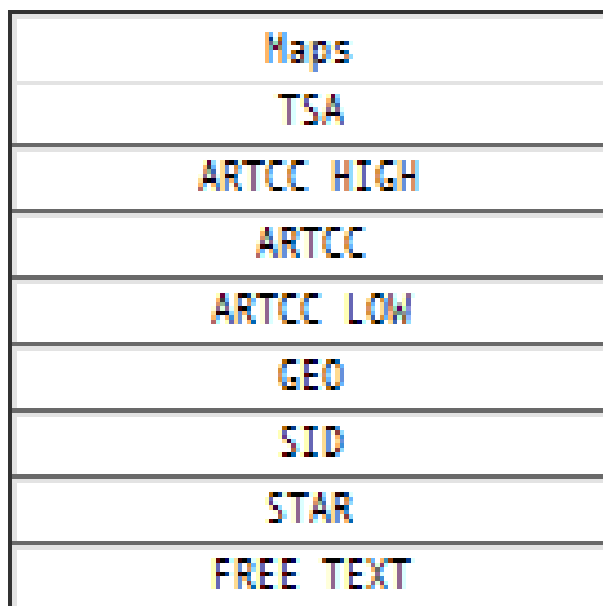 Maps
TSA
ARTCC HIGH
ARTCC
ARTCC LOW
GEO
SID
STAR
FREE TEXT